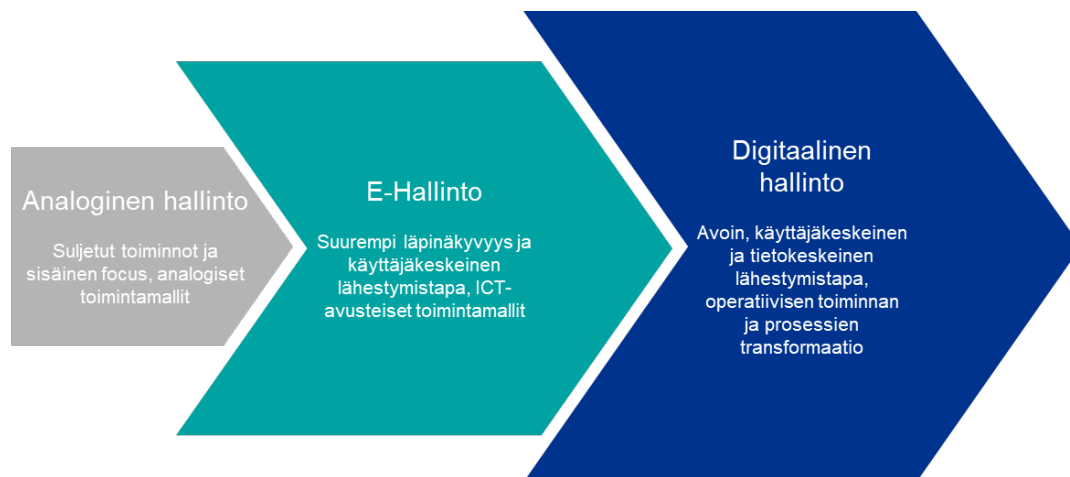 Analoginen hallinto
Suljetut toiminnot ja
sisäinen focus, analogiset
toimintamallit
E-Hallinto
Suurempi läpinäkyvyys ja
käyttäjäkeskeinen
lähestymistapa, ICT-
avusteiset toimintamallit
Digitaalinen
hallinto
Avoin, käyttäjäkeskeinen
ja tietokeskeinen
lähestymistapa,
operatiivisen toiminnan
ja prosessien
transformaatio